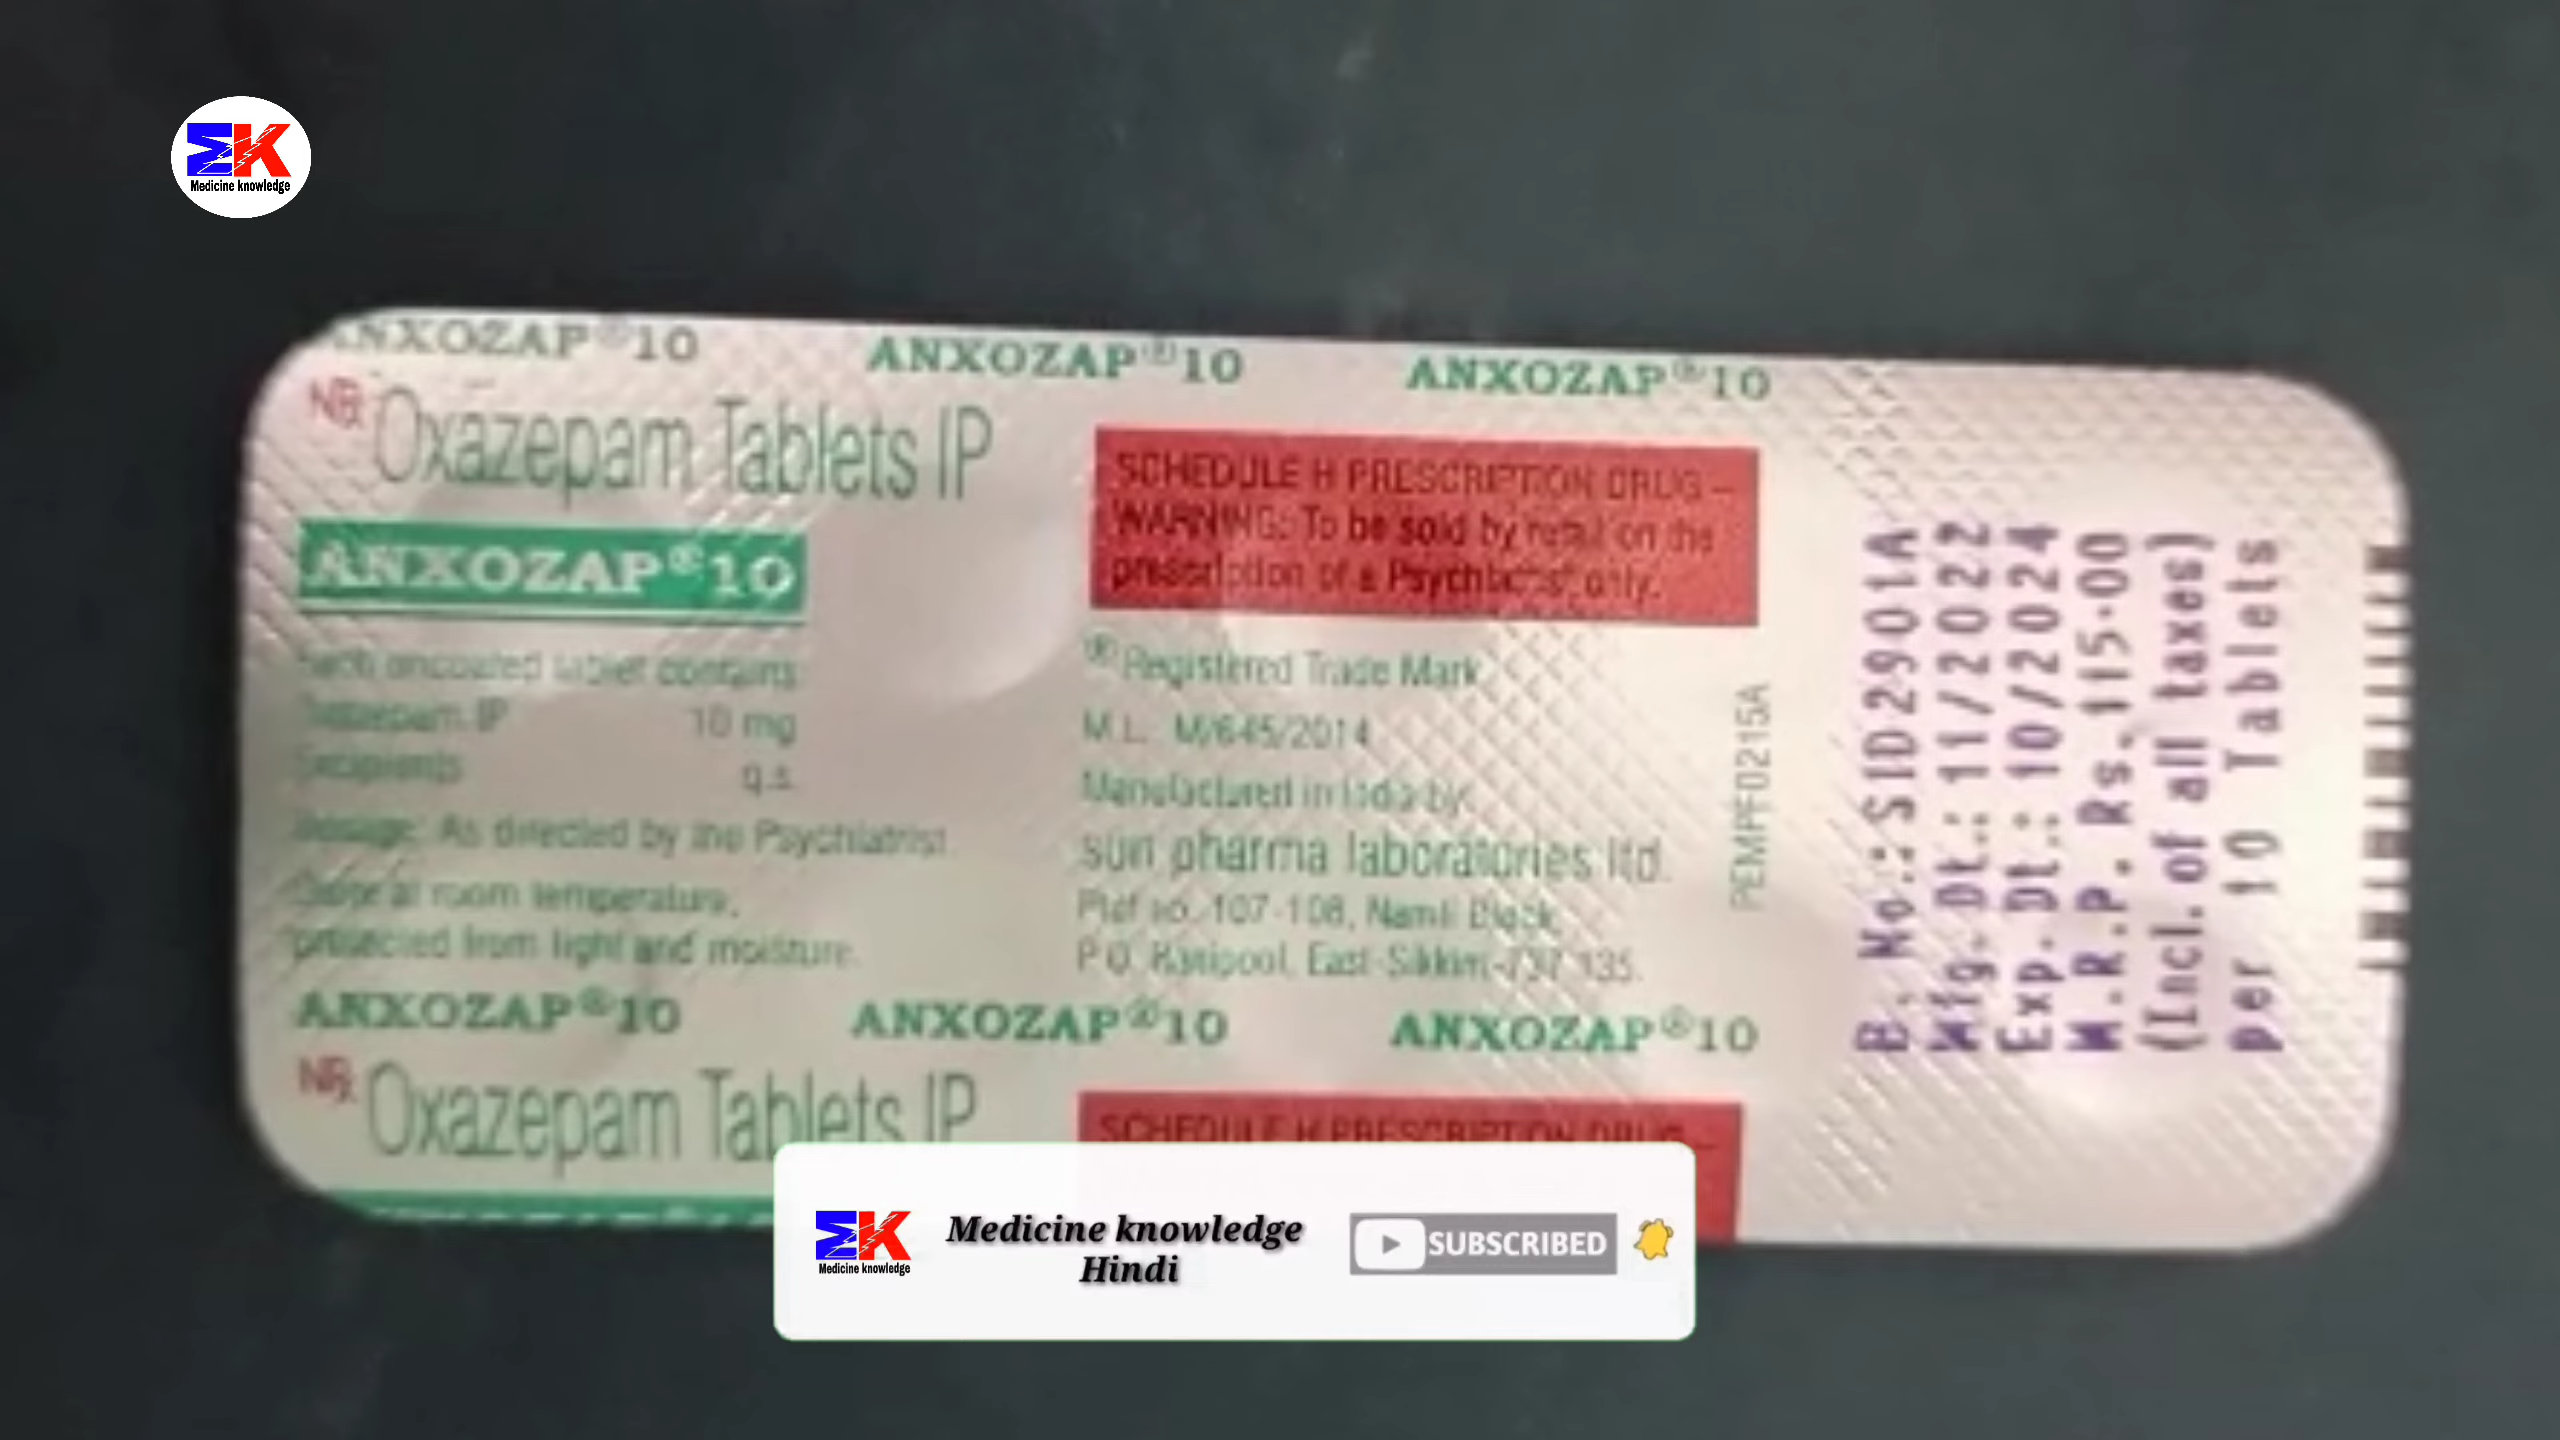 MK
Medicine knowledge
ANXOZAP®10 ANXOZAP®10 ANXOZAP®10
NRx Oxazepam Tablets IP
ANXOZAP®10
Each uncoated tablet contains
Oxazepam IP 10 mg
Excipients q.s.
Dosage: As directed by the Psychiatrist
Store at room temperature,
protected from light and moisture.
SCHEDULE H PRESCRIPTION DRUG –
WARNING: To be sold by retail on the
prescription of a Psychiatrist only.
® Registered Trade Mark
M.L. M/645/2014
Manufactured in India by
sun pharma laboratories ltd.
Plot no. 107-108, Namli Block,
P.O. East Sikkim-737 135.
PEMPF0215A
B. No.: SID2901A
Mfg. Dt.: 11/2022
Exp. Dt.: 10/2024
M.R.P. Rs. 115.00
(Incl. of all taxes)
per 10 Tablets
ANXOZAP®10 ANXOZAP®10 ANXOZAP®10
NRx Oxazepam Tablets IP
SCHEDULE H PRESCRIPTION DRUG –
MK
Medicine knowledge
Medicine knowledge
Hindi
SUBSCRIBED